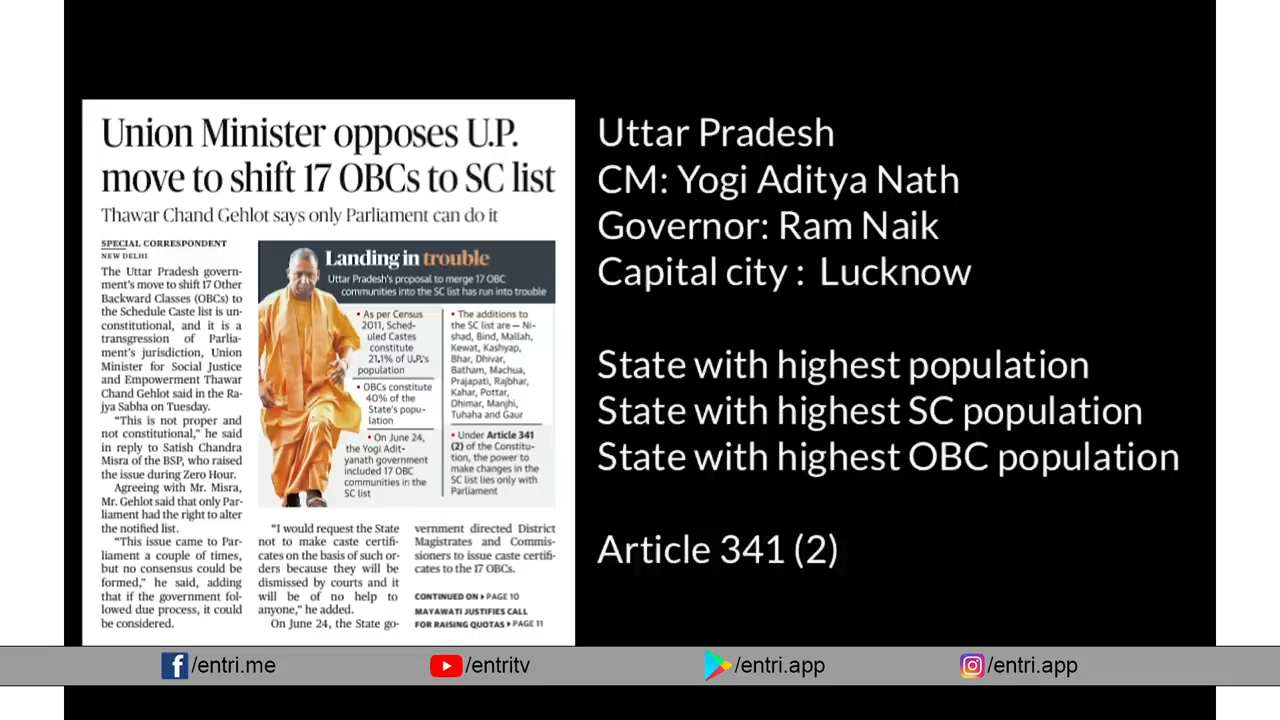 Union Minister opposes U.P.
move to shift 17 OBCs to SC list
Thawar Chand Gehlot says only Parliament can do it
SPECIAL CORRESPONDENT
NEW DELHI
The Uttar Pradesh govern-
ment's move to shift 17 Other
Backward Classes (OBCs) to
the Schedule Caste list is un-
constitutional, and it is a
transgression of Parlia-
ment's jurisdiction, Union
Minister for Social Justice
and Empowerment Thawar
Chand Gehlot said in the Ra-
jya Sabha on Tuesday.
"This is not proper and
not constitutional," he said
in reply to Satish Chandra
Misra of the BSP, who raised
the issue during Zero Hour.
Agreeing with Mr. Misra,
Mr. Gehlot said that only Par-
liament had the right to alter
the notified list.
"This issue came to Par-
liament a couple of times,
but no consensus could be
formed," he said, adding
that if the government fol-
lowed due process, it could
be considered.
Landing in trouble
Uttar Pradesh's proposal to merge 17 OBC
communities into the SC list has run into trouble
• As per Census
2011, Sched-
uled Castes
constitute
21.1% of U.P.'s
population
• OBCs constitute
40% of the
State's popu-
lation
• On June 24,
the Yogi Adit-
yanath government
included 17 OBC
communities in the
SC list
• The additions to
the SC list are — Ni-
shad, Bind, Mallah,
Kewat, Kashyap,
Bhar, Dhivar,
Batham, Machua,
Prajapati, Rajbhar,
Kahar, Pottar,
Dhimar, Manjhi,
Tuhaha and Gaur
• Under Article 341
(2) of the Constitu-
tion, the power to
make changes in the
SC list lies only with
Parliament
"I would request the State
not to make caste certifi-
cates on the basis of such or-
ders because they will be
dismissed by courts and it
will be of no help to
anyone," he added.
On June 24, the State go-
vernment directed District
Magistrates and Commis-
sioners to issue caste certifi-
cates to the 17 OBCs.
CONTINUED ON ▸ PAGE 10
MAYAWATI JUSTIFIES CALL
FOR RAISING QUOTAS ▸ PAGE 11
Uttar Pradesh
CM: Yogi Aditya Nath
Governor: Ram Naik
Capital city : Lucknow
State with highest population
State with highest SC population
State with highest OBC population
Article 341 (2)
/entri.me
/entritv
/entri.app
/entri.app